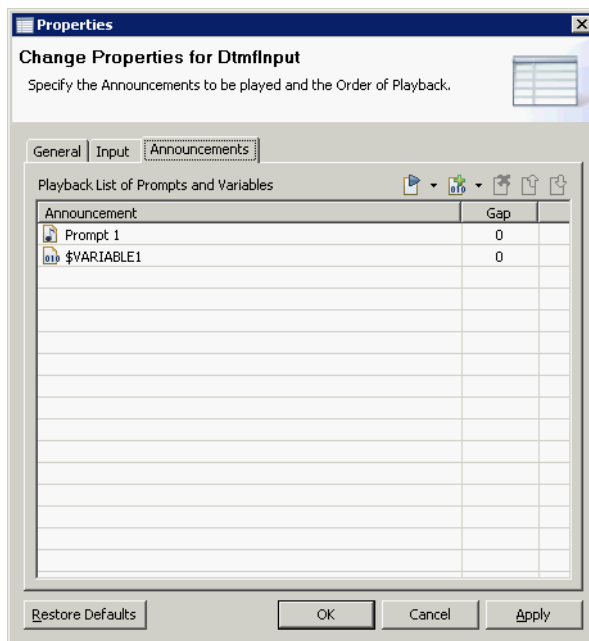 Properties
Change Properties for DtmfInput
Specify the Announcements to be played and the Order of Playback.
General Input Announcements
Playback List of Prompts and Variables
Announcement Gap
Prompt 1 0
$VARIABLE1 0
Restore Defaults OK Cancel Apply